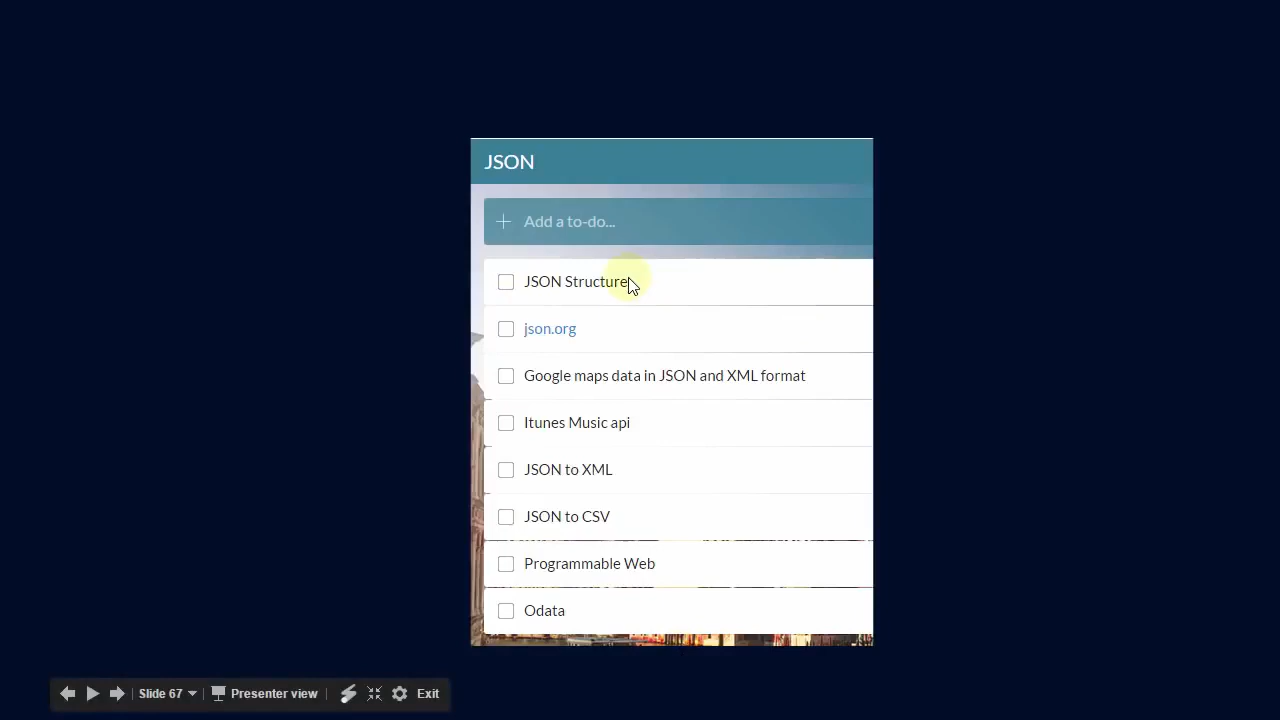 JSON
Add a to-do...
JSON Structure
json.org
Google maps data in JSON and XML format
Itunes Music api
JSON to XML
JSON to CSV
Programmable Web
Odata
Slide 67 Presenter view Exit